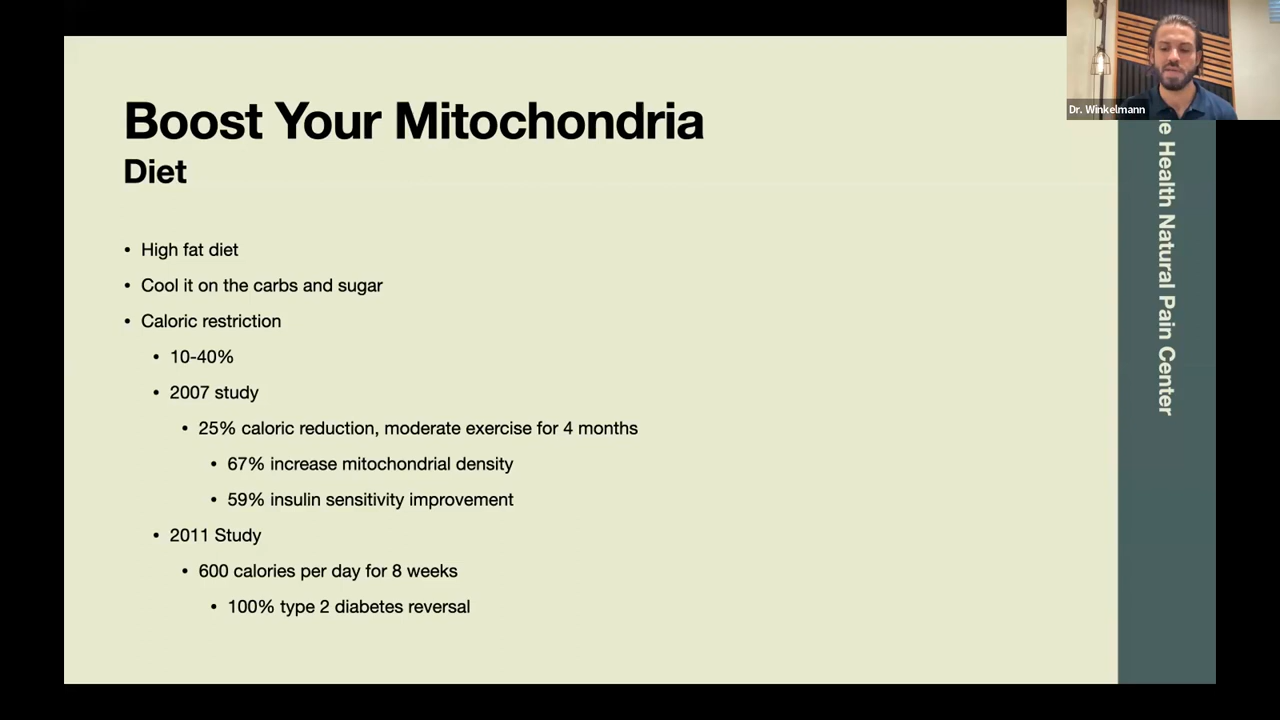 Boost Your Mitochondria
Diet
• High fat diet
• Cool it on the carbs and sugar
• Caloric restriction
• 10-40%
• 2007 study
• 25% caloric reduction, moderate exercise for 4 months
• 67% increase mitochondrial density
• 59% insulin sensitivity improvement
• 2011 Study
• 600 calories per day for 8 weeks
• 100% type 2 diabetes reversal
Dr. Winkelmann
Health Natural Pain Center